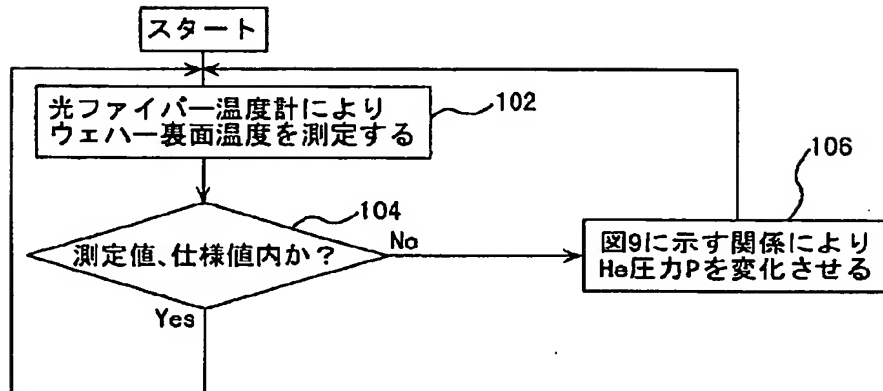 スタート
光ファイバー温度計により
ウェハー裏面温度を測定する
102
測定値、仕様値内か？
104
No
Yes
106
図9に示す関係により
He圧力Pを変化させる